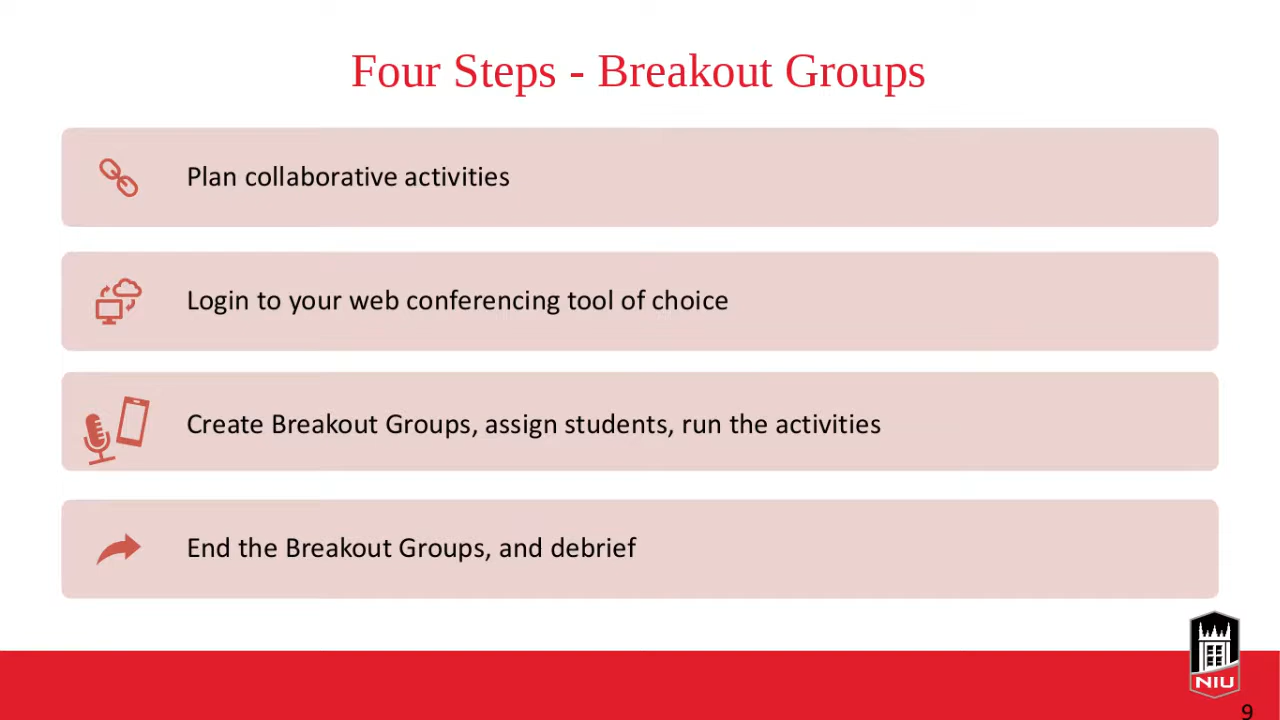 Four Steps - Breakout Groups
Plan collaborative activities
Login to your web conferencing tool of choice
Create Breakout Groups, assign students, run the activities
End the Breakout Groups, and debrief
NIU
9